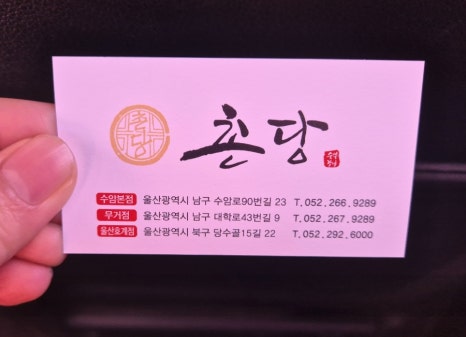 촌당
촌당
수암본점 울산광역시 남구 수암로90번길 23 T.052.266.9289
무거점 울산광역시 남구 대학로43번길 9 T.052.267.9289
울산호계점 울산광역시 북구 당수골15길 22 T.052.292.6000